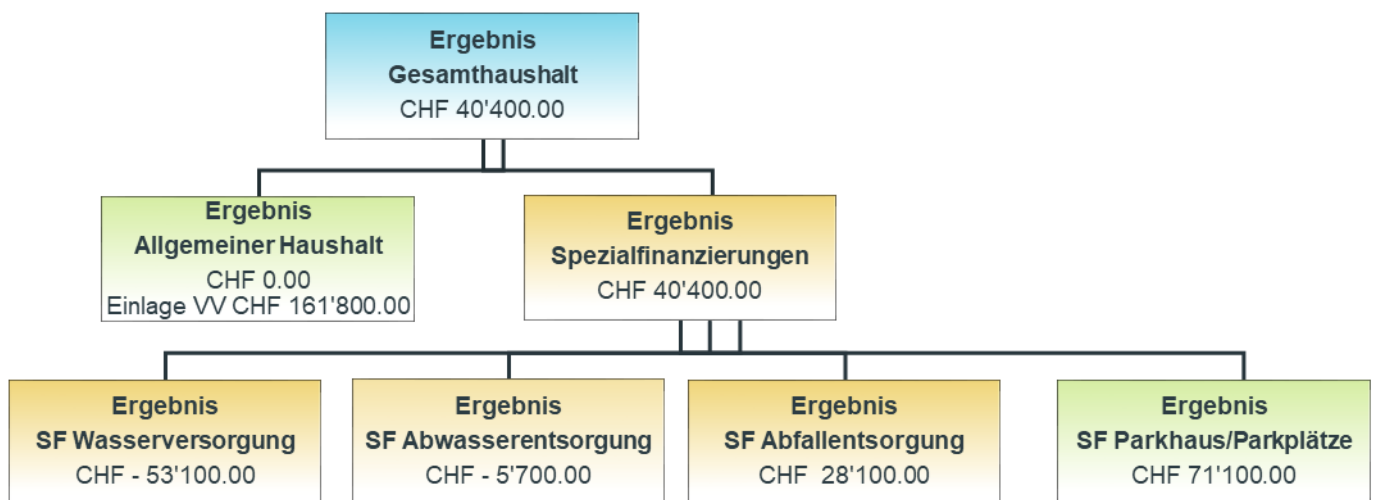 Ergebnis
Gesamthaushalt
CHF 40'400.00
Ergebnis
Allgemeiner Haushalt
CHF 0.00
Einlage VV CHF 161'800.00
Ergebnis
Spezialfinanzierungen
CHF 40'400.00
Ergebnis
SF Wasserversorgung
CHF - 53'100.00
Ergebnis
SF Abwasserentsorgung
CHF - 5'700.00
Ergebnis
SF Abfallentsorgung
CHF  28'100.00
Ergebnis
SF Parkhaus/Parkplätze
CHF 71'100.00